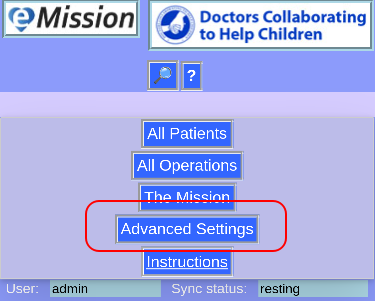 eMission
Doctors Collaborating
to Help Children
?
All Patients
All Operations
The Mission
Advanced Settings
Instructions
User: admin Sync status: resting